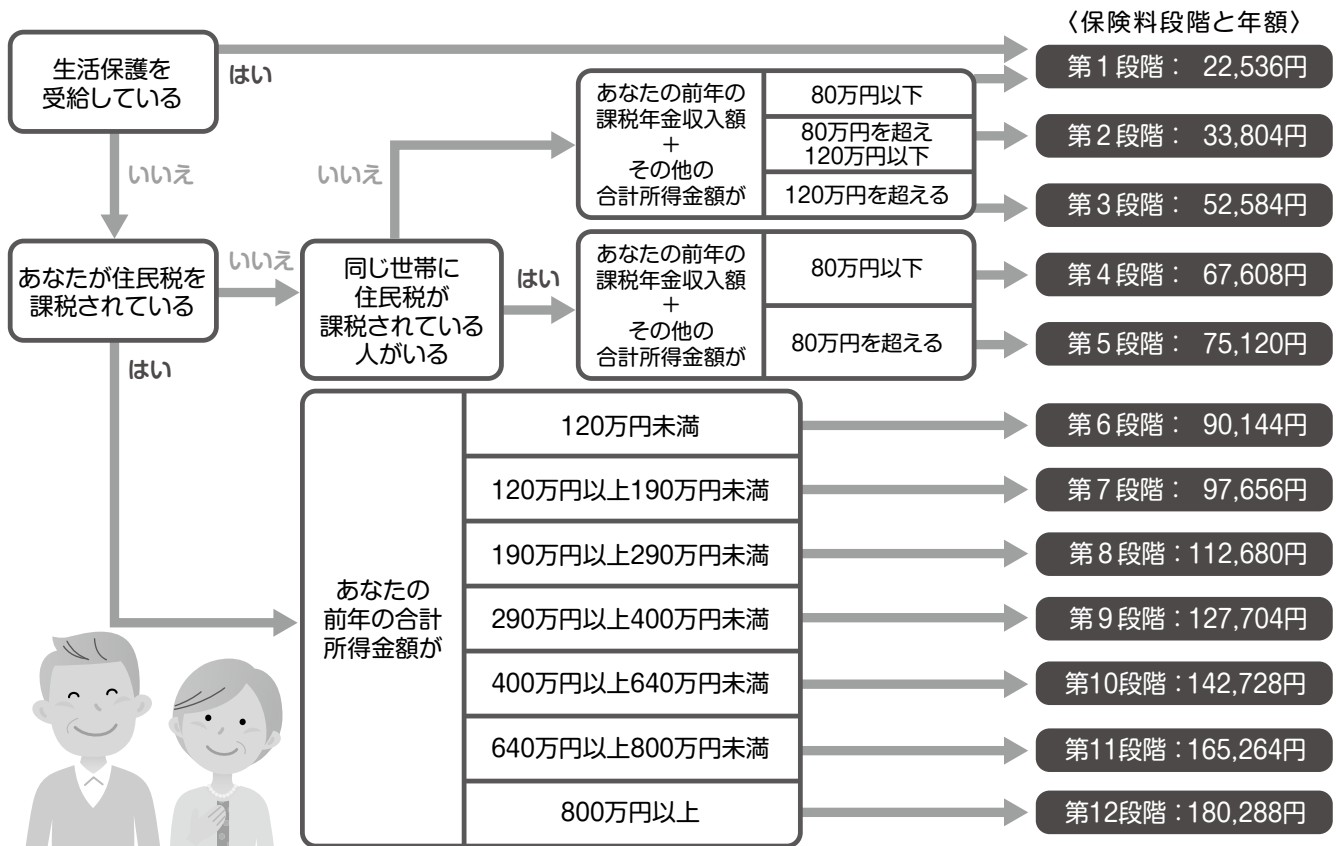 〈保険料段階と年額〉
生活保護を
受給している
はい
いいえ
あなたが住民税を
課税されている
いいえ
はい
同じ世帯に
住民税が
課税されている
人がいる
いいえ
はい
あなたの前年の
課税年金収入額
+
その他の
合計所得金額が
80万円以下
80万円を超え
120万円以下
120万円を超える
あなたの前年の
課税年金収入額
+
その他の
合計所得金額が
80万円以下
80万円を超える
あなたの
前年の合計
所得金額が
120万円未満
120万円以上190万円未満
190万円以上290万円未満
290万円以上400万円未満
400万円以上640万円未満
640万円以上800万円未満
800万円以上
第1段階： 22,536円
第2段階： 33,804円
第3段階： 52,584円
第4段階： 67,608円
第5段階： 75,120円
第6段階： 90,144円
第7段階： 97,656円
第8段階：112,680円
第9段階：127,704円
第10段階：142,728円
第11段階：165,264円
第12段階：180,288円